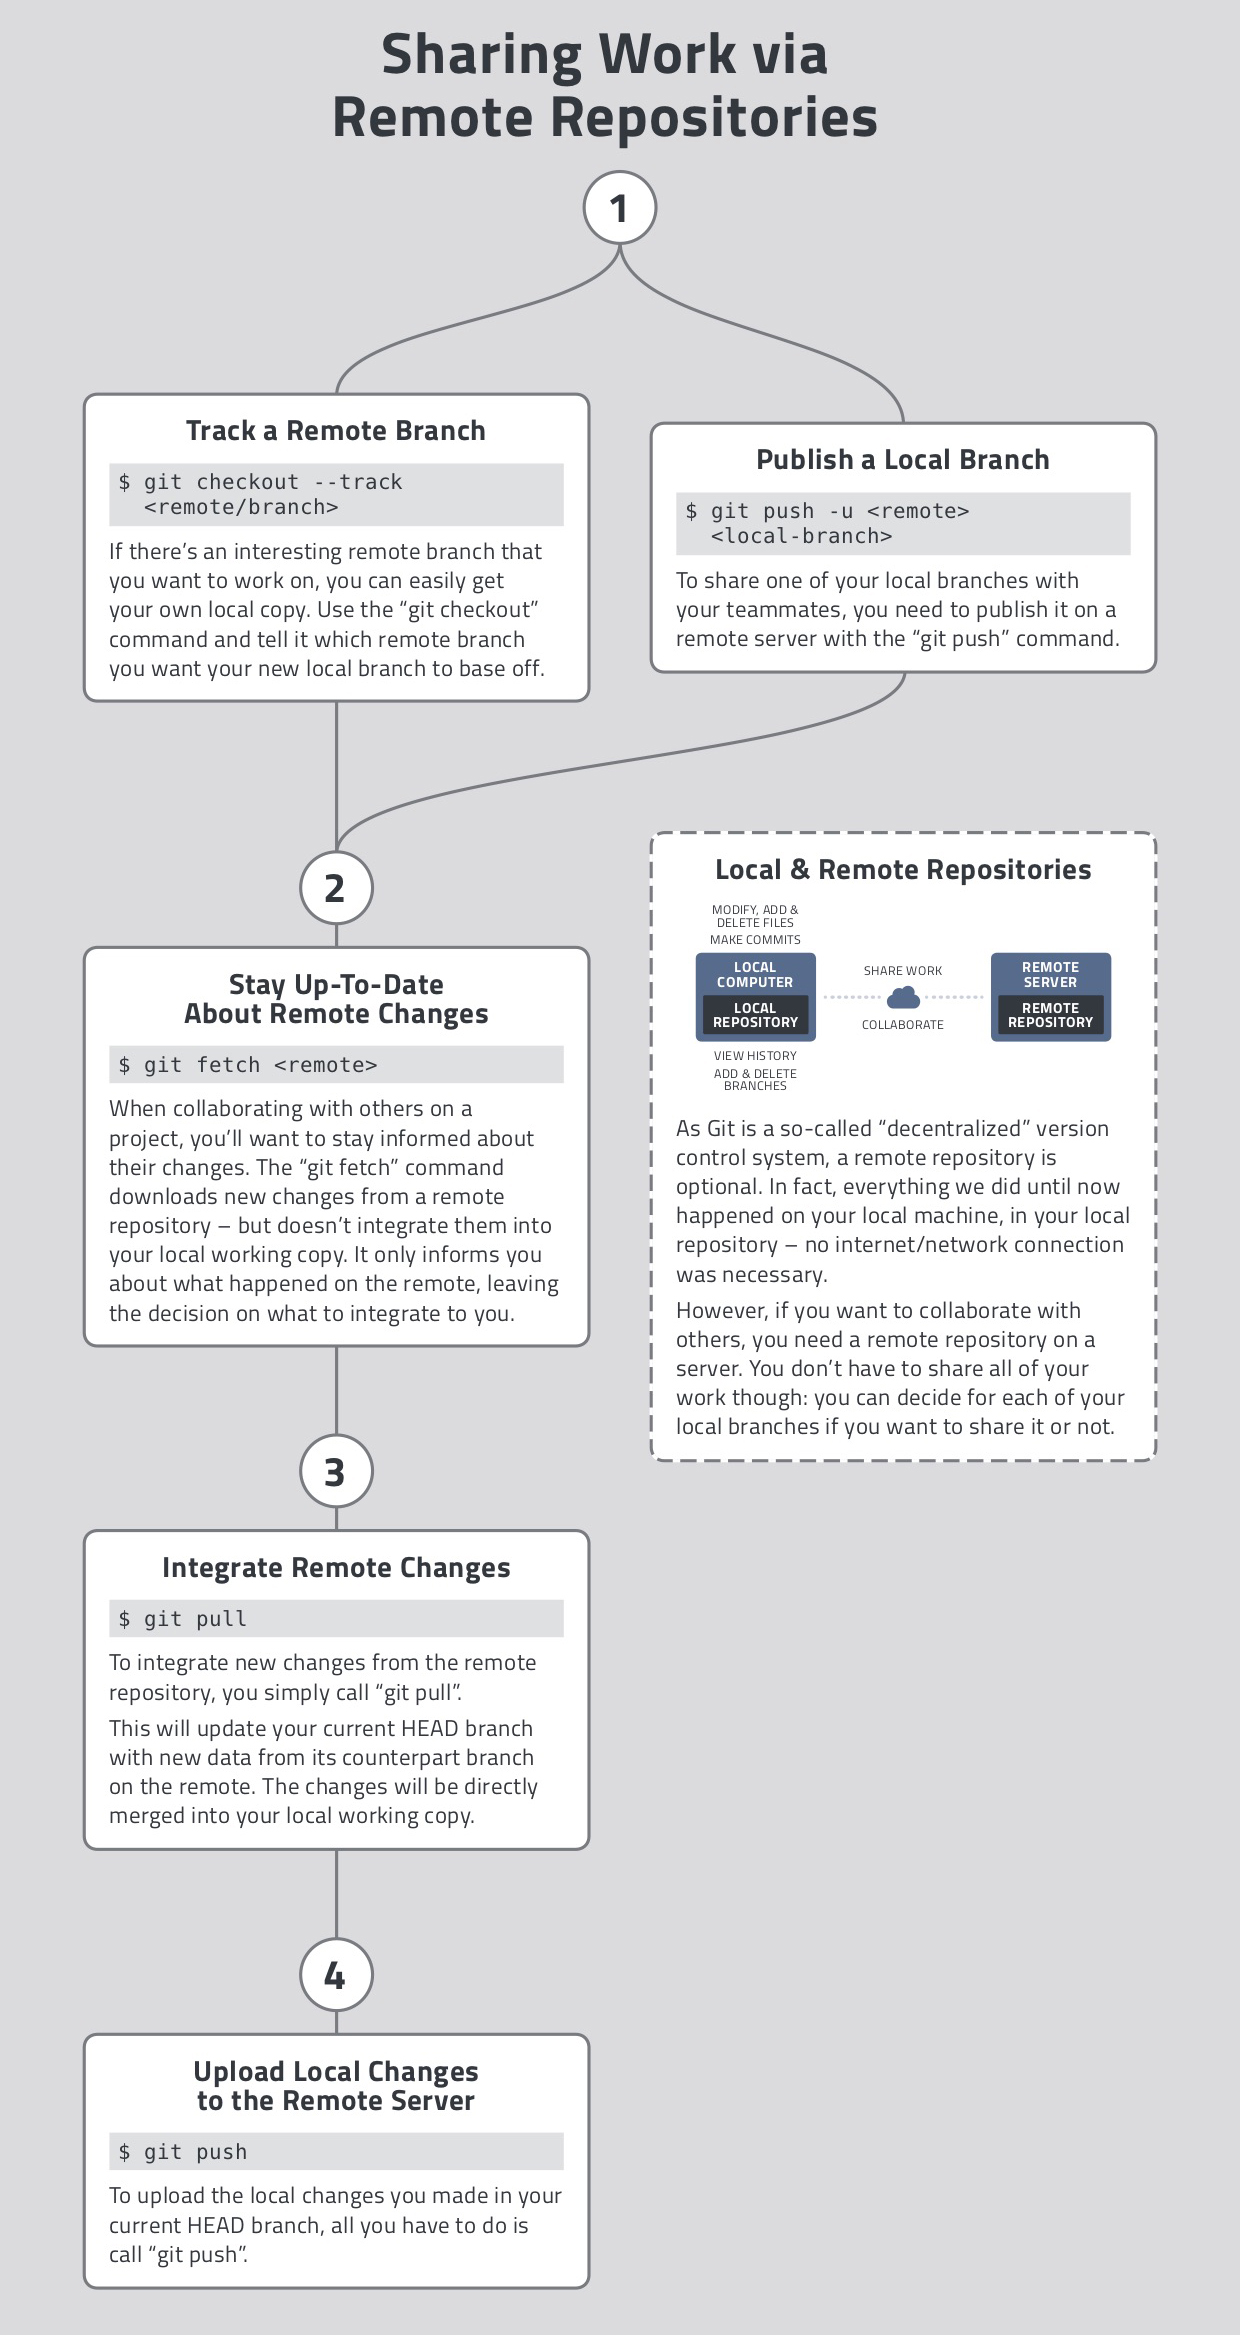 Sharing Work via
Remote Repositories
1
Track a Remote Branch
$ git checkout --track
<remote/branch>
If there’s an interesting remote branch that
you want to work on, you can easily get
your own local copy. Use the “git checkout”
command and tell it which remote branch
you want your new local branch to base off.
Publish a Local Branch
$ git push -u <remote>
<local-branch>
To share one of your local branches with
your teammates, you need to publish it on a
remote server with the “git push” command.
2
Stay Up-To-Date
About Remote Changes
$ git fetch <remote>
When collaborating with others on a
project, you’ll want to stay informed about
their changes. The “git fetch” command
downloads new changes from a remote
repository – but doesn’t integrate them into
your local working copy. It only informs you
about what happened on the remote, leaving
the decision on what to integrate to you.
Local & Remote Repositories
MODIFY, ADD &
DELETE FILES
MAKE COMMITS
LOCAL
COMPUTER
LOCAL
REPOSITORY
VIEW HISTORY
ADD & DELETE
BRANCHES
SHARE WORK
COLLABORATE
REMOTE
SERVER
REMOTE
REPOSITORY
As Git is a so-called “decentralized” version
control system, a remote repository is
optional. In fact, everything we did until now
happened on your local machine, in your local
repository – no internet/network connection
was necessary.
However, if you want to collaborate with
others, you need a remote repository on a
server. You don’t have to share all of your
work though: you can decide for each of your
local branches if you want to share it or not.
3
Integrate Remote Changes
$ git pull
To integrate new changes from the remote
repository, you simply call “git pull”.
This will update your current HEAD branch
with new data from its counterpart branch
on the remote. The changes will be directly
merged into your local working copy.
4
Upload Local Changes
to the Remote Server
$ git push
To upload the local changes you made in your
current HEAD branch, all you have to do is
call “git push”.